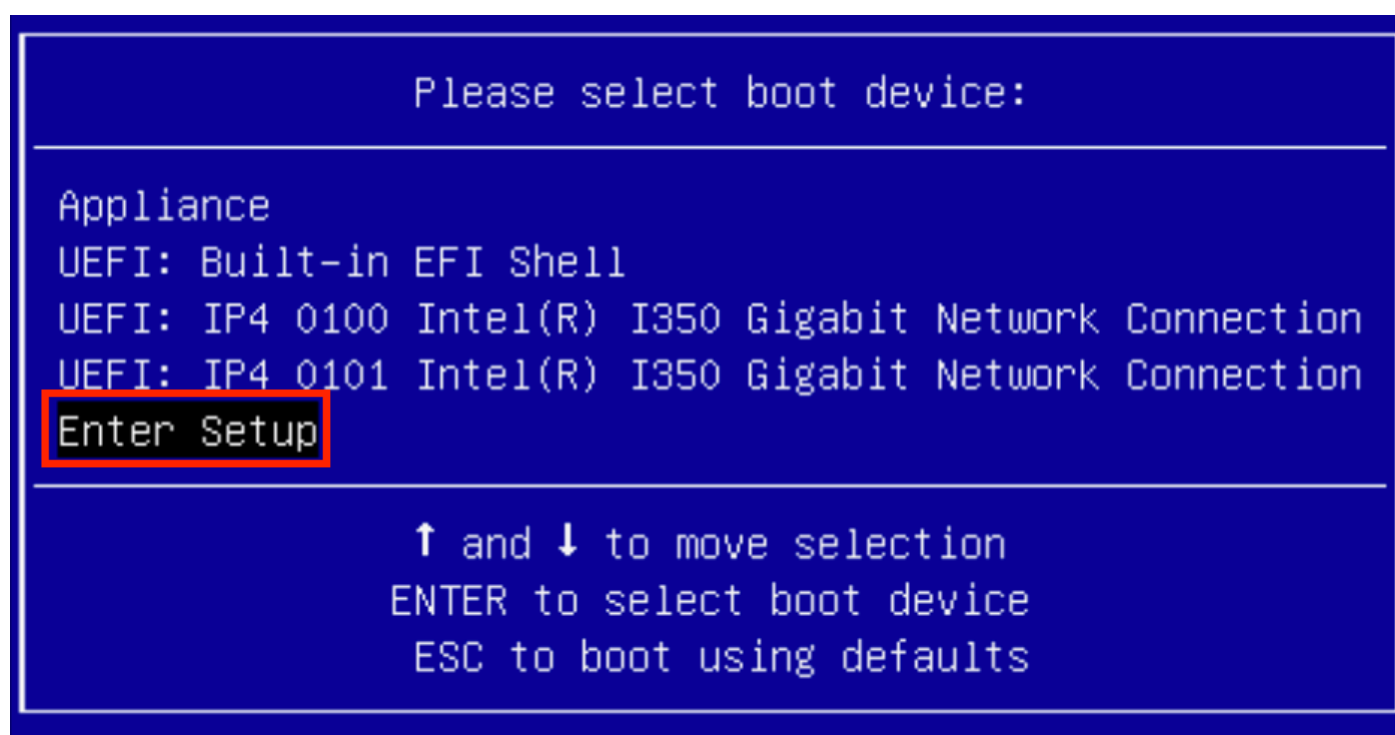 Please select boot device:
Appliance
UEFI: Built-in EFI Shell
UEFI: IP4 0100 Intel(R) I350 Gigabit Network Connection
UEFI: IP4 0101 Intel(R) I350 Gigabit Network Connection
Enter Setup
↑ and ↓ to move selection
ENTER to select boot device
ESC to boot using defaults